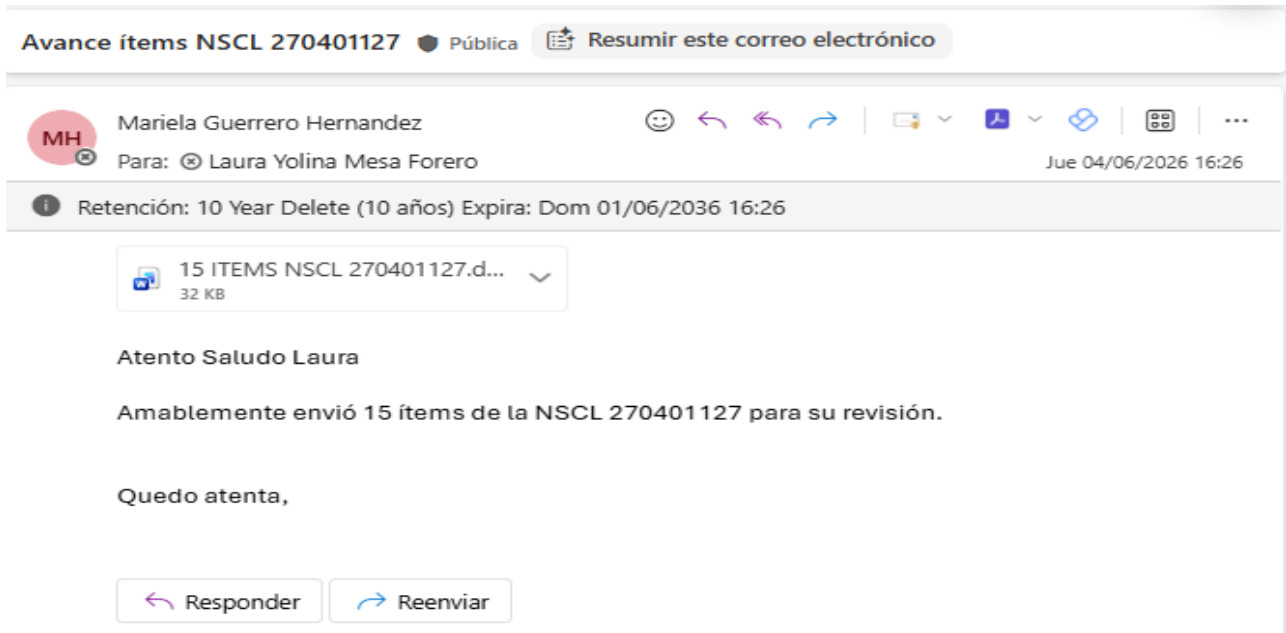 Avance ítems NSCL 270401127 Pública Resumir este correo electrónico
MH
Mariela Guerrero Hernandez
Para: Laura Yolina Mesa Forero
Jue 04/06/2026 16:26
Retención: 10 Year Delete (10 años) Expira: Dom 01/06/2036 16:26
15 ITEMS NSCL 270401127.d...
32 KB
Atento Saludo Laura
Amablemente envió 15 ítems de la NSCL 270401127 para su revisión.
Quedo atenta,
Responder Reenviar